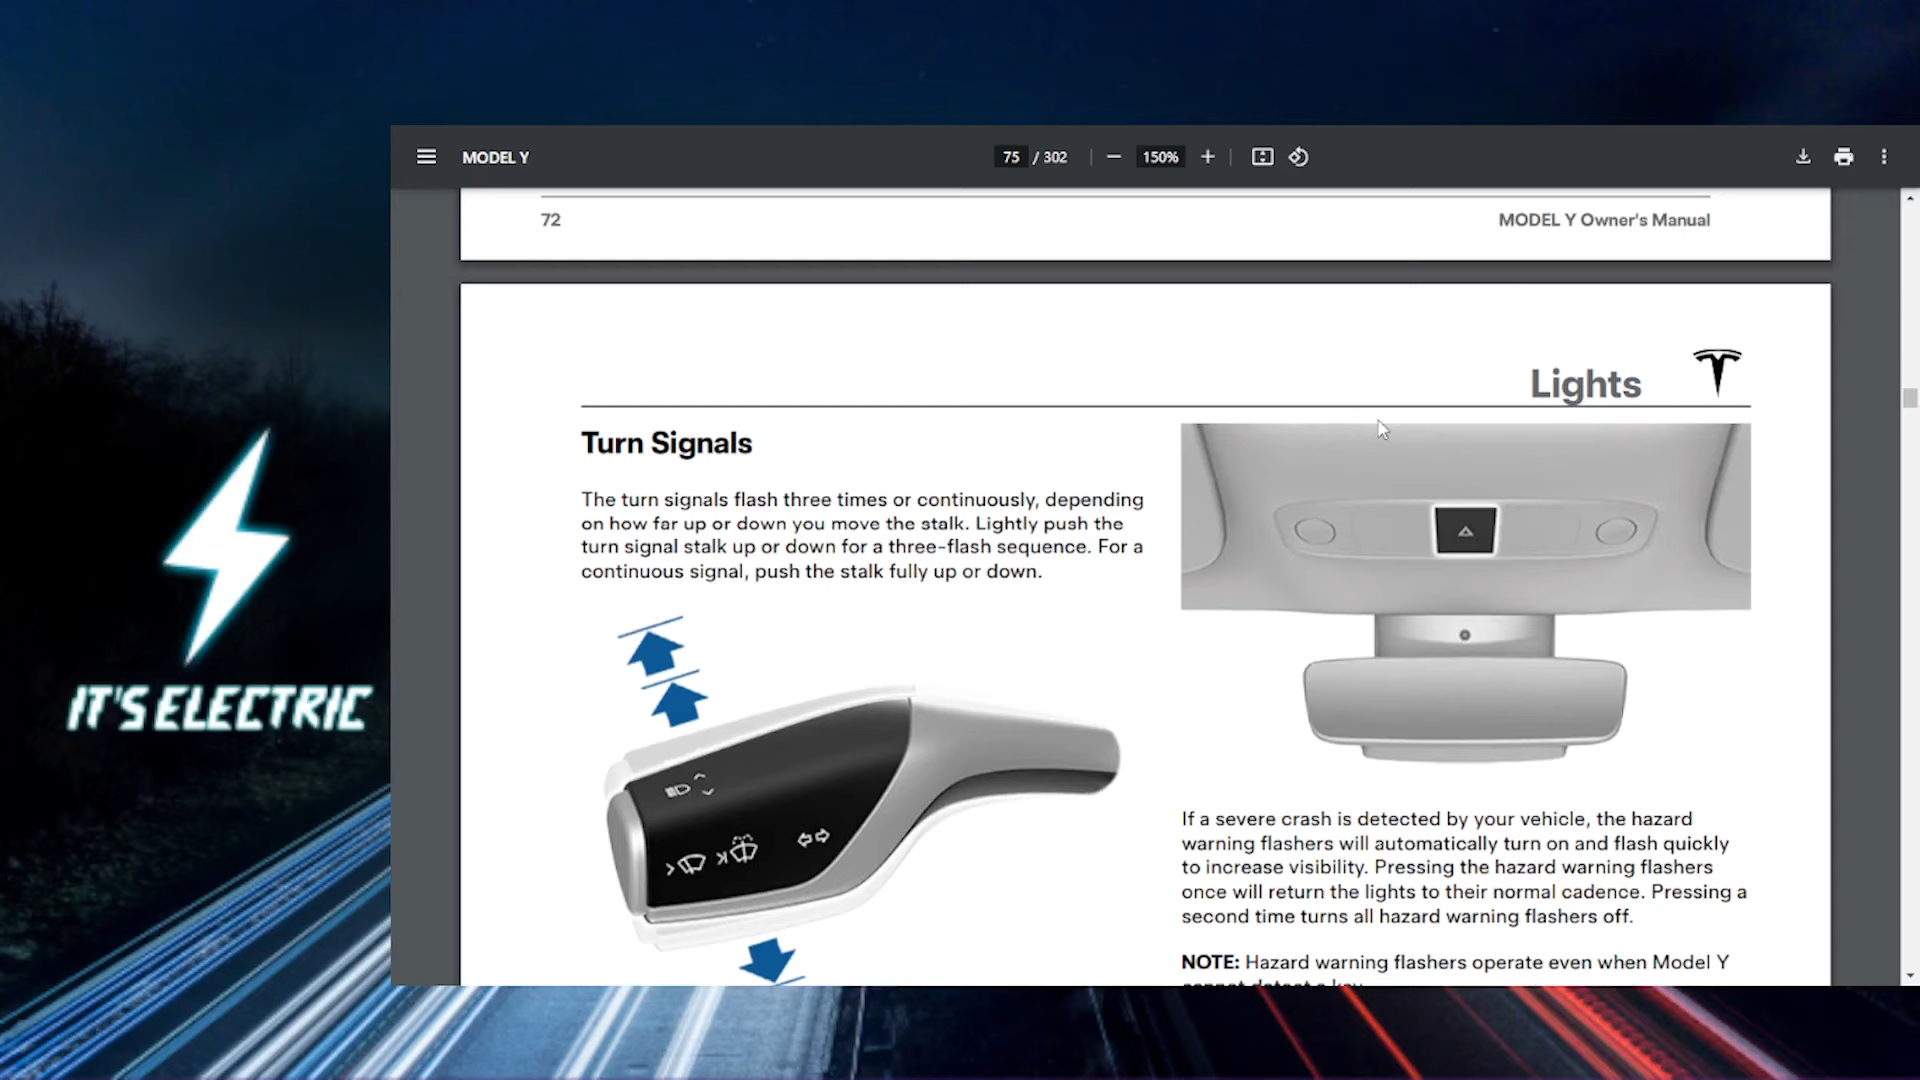 MODEL Y
75 / 302
150%
72
MODEL Y Owner's Manual
Lights
Turn Signals
The turn signals flash three times or continuously, depending
on how far up or down you move the stalk. Lightly push the
turn signal stalk up or down for a three-flash sequence. For a
continuous signal, push the stalk fully up or down.
If a severe crash is detected by your vehicle, the hazard
warning flashers will automatically turn on and flash quickly
to increase visibility. Pressing the hazard warning flashers
once will return the lights to their normal cadence. Pressing a
second time turns all hazard warning flashers off.
NOTE: Hazard warning flashers operate even when Model Y
cannot detect a key.
IT'S ELECTRIC